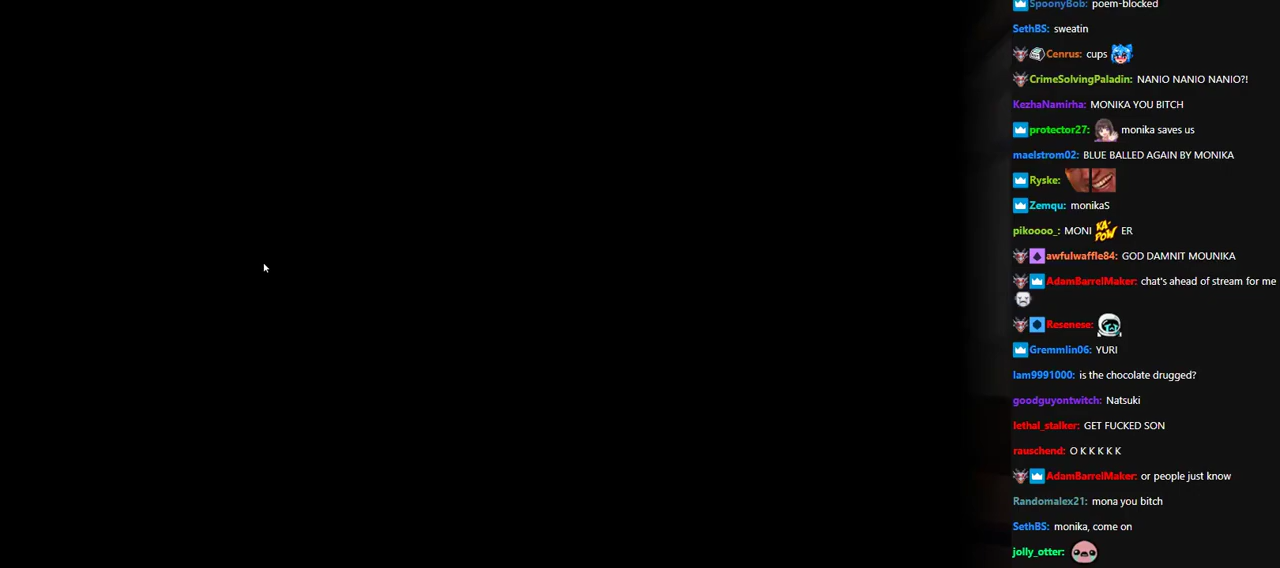 SpoonyBob: poem-blocked
SethBS: sweatin
Cenrus: cups
CrimeSolvingPaladin: NANIO NANIO NANIO?!
KezhaNamirha: MONIKA YOU BITCH
protector27: monika saves us
maelstrom02: BLUE BALLED AGAIN BY MONIKA
Ryske:
Zemqu: monikaS
pikoooo_: MONI KA-POW ER
awfulwaffle84: GOD DAMNIT MOUNIKA
AdamBarrelMaker: chat's ahead of stream for me
Resenese:
Gremmlin06: YURI
lam9991000: is the chocolate drugged?
goodguyontwitch: Natsuki
lethal_stalker: GET FUCKED SON
rauschend: O K K K K K
AdamBarrelMaker: or people just know
Randomalex21: mona you bitch
SethBS: monika, come on
jolly_otter: